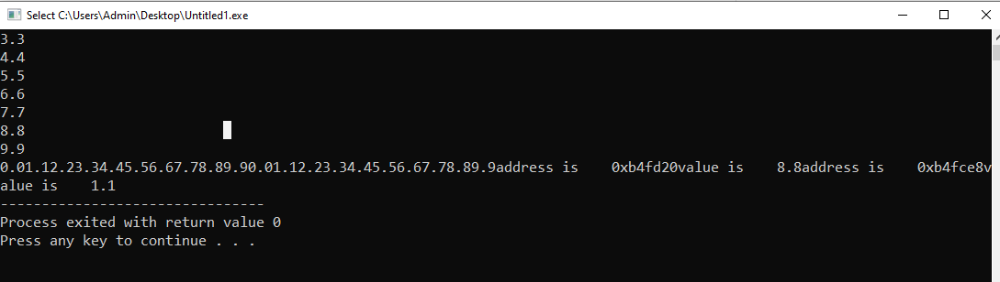 Select C:\Users\Admin\Desktop\Untitled1.exe
3.3
4.4
5.5
6.6
7.7
8.8
9.9
0.01.12.23.34.45.56.67.78.89.90.01.12.23.34.45.56.67.78.89.9address is    0xb4fd20value is    8.8address is    0xb4fce8v
alue is    1.1
--------------------------------
Process exited with return value 0
Press any key to continue . . .